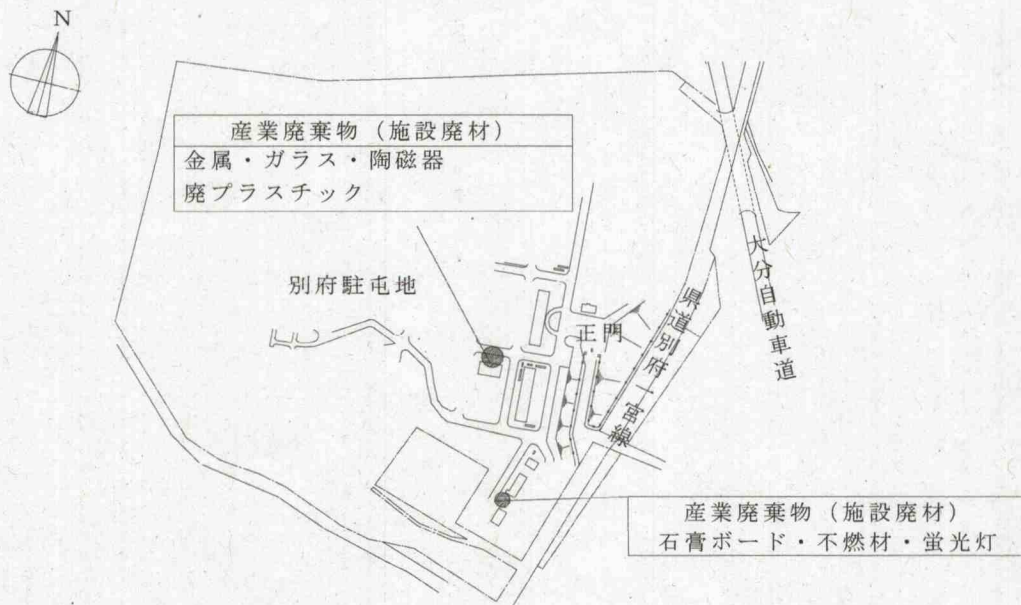 N
産業廃棄物（施設廃材）
金属・ガラス・陶磁器
廃プラスチック
別府駐屯地
正門
県道別府一宮線
大分自動車道
産業廃棄物（施設廃材）
石膏ボード・不燃材・蛍光灯